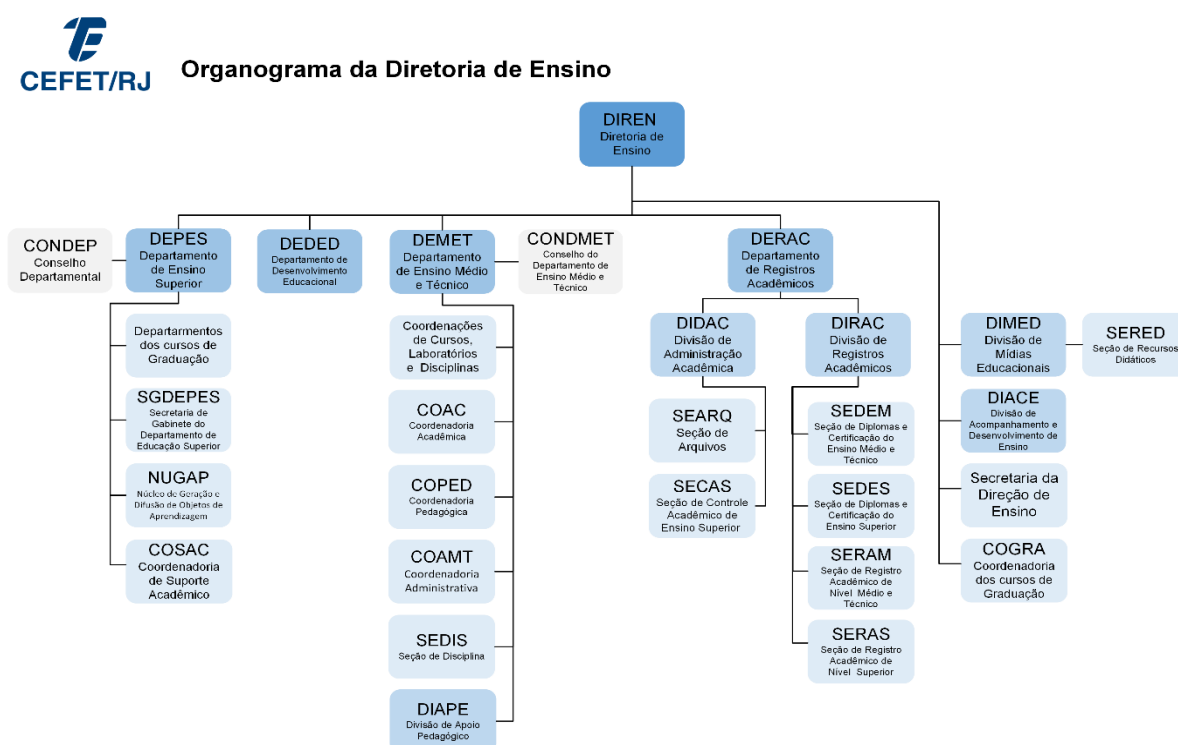 CEFET/RJ
Organograma da Diretoria de Ensino
DIREN
Diretoria de
Ensino
CONDEP
Conselho
Departamental
DEPES
Departamento
de Ensino
Superior
DEDED
Departamento de
Desenvolvimento
Educacional
DEMET
Departamento
de Ensino Médio
e Técnico
CONDMET
Conselho do
Departamento de
Ensino Médio e
Técnico
DERAC
Departamento
de Registros
Acadêmicos
Departarmentos
dos cursos de
Graduação
SGDEPES
Secretaria de
Gabinete do
Departamento de
Educação Superior
NUGAP
Núcleo de Geração e
Difusão de Objetos de
Aprendizagem
COSAC
Coordenadoria
de Suporte
Acadêmico
Coordenações
de Cursos,
Laboratórios
e Disciplinas
COAC
Coordenadoria
Acadêmica
COPED
Coordenadoria
Pedagógica
COAMT
Coordenadoria
Administrativa
SEDIS
Seção de Disciplina
DIAPE
Divisão de Apoio
Pedagógico
DIDAC
Divisão de
Administração
Acadêmica
SEARQ
Seção de
Arquivos
SECAS
Seção de Controle
Acadêmico de
Ensino Superior
DIRAC
Divisão de
Registros
Acadêmicos
SEDEM
Seção de Diplomas e
Certificação do
Ensino Médio e
Técnico
SEDES
Seção de Diplomas e
Certificação do
Ensino Superior
SERAM
Seção de Registro
Acadêmico de
Nível Médio e
Técnico
SERAS
Seção de Registro
Acadêmico de
Nível Superior
DIMED
Divisão de
Mídias
Educacionais
SERED
Seção de Recursos
Didáticos
DIACE
Divisão de
Acompanhamento e
Desenvolvimento de
Ensino
Secretaria da
Direção de
Ensino
COGRA
Coordenadoria
dos cursos de
Graduação